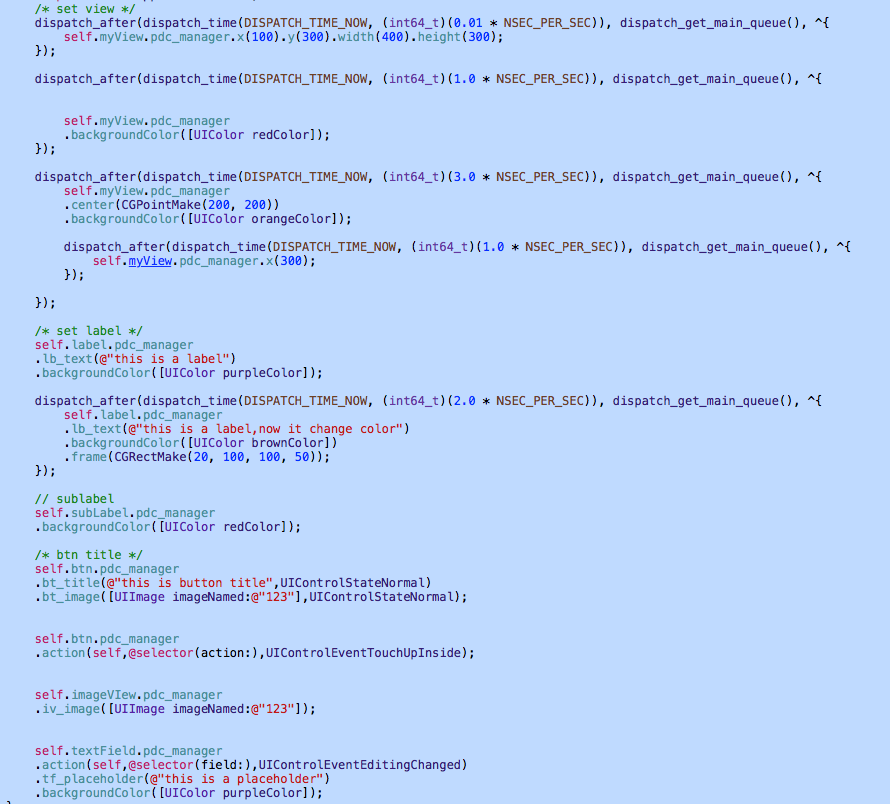 /* set view */
dispatch_after(dispatch_time(DISPATCH_TIME_NOW, (int64_t)(0.01 * NSEC_PER_SEC)), dispatch_get_main_queue(), ^{
self.myView.pdc_manager.x(100).y(300).width(400).height(300);
});
dispatch_after(dispatch_time(DISPATCH_TIME_NOW, (int64_t)(1.0 * NSEC_PER_SEC)), dispatch_get_main_queue(), ^{
self.myView.pdc_manager
.backgroundColor([UIColor redColor]);
});
dispatch_after(dispatch_time(DISPATCH_TIME_NOW, (int64_t)(3.0 * NSEC_PER_SEC)), dispatch_get_main_queue(), ^{
self.myView.pdc_manager
.center(CGPointMake(200, 200))
.backgroundColor([UIColor orangeColor]);
dispatch_after(dispatch_time(DISPATCH_TIME_NOW, (int64_t)(1.0 * NSEC_PER_SEC)), dispatch_get_main_queue(), ^{
self.myView.pdc_manager.x(300);
});
});
/* set label */
self.label.pdc_manager
.lb_text(@"this is a label")
.backgroundColor([UIColor purpleColor]);
dispatch_after(dispatch_time(DISPATCH_TIME_NOW, (int64_t)(2.0 * NSEC_PER_SEC)), dispatch_get_main_queue(), ^{
self.label.pdc_manager
.lb_text(@"this is a label,now it change color")
.backgroundColor([UIColor brownColor])
.frame(CGRectMake(20, 100, 100, 50));
});
// sublabel
self.subLabel.pdc_manager
.backgroundColor([UIColor redColor]);
/* btn title */
self.btn.pdc_manager
.bt_title(@"this is button title",UIControlStateNormal)
.bt_image([UIImage imageNamed:@"123"],UIControlStateNormal);
self.btn.pdc_manager
.action(self,@selector(action:),UIControlEventTouchUpInside);
self.imageVIew.pdc_manager
.iv_image([UIImage imageNamed:@"123"]);
self.textField.pdc_manager
.action(self,@selector(field:),UIControlEventEditingChanged)
.tf_placeholder(@"this is a placeholder")
.backgroundColor([UIColor purpleColor]);